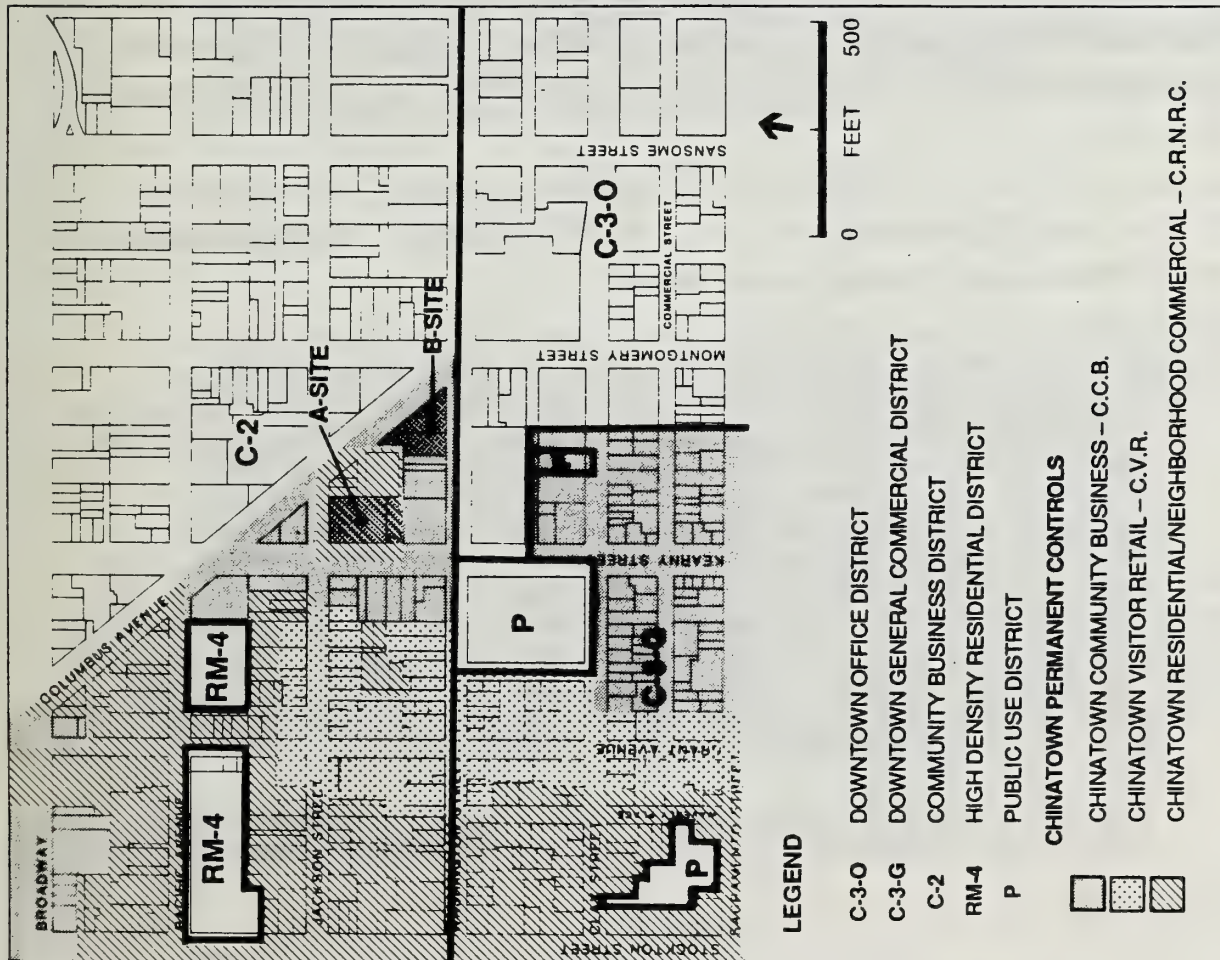 BROADWAY
COLUMBUS AVENUE
PACIFIC AVENUE
RM-4
RM-4
C-2
A-SITE
B-SITE
JACKSON STREET
P
C-3-O
SANSOME STREET
MONTGOMERY STREET
COMMERCIAL STREET
KEARNY STREET
GRANT AVENUE
STREET
P
SACRAMENTO STREET
STOCKTON STREET
0 FEET 500
LEGEND
C-3-O DOWNTOWN OFFICE DISTRICT
C-3-G DOWNTOWN GENERAL COMMERCIAL DISTRICT
C-2 COMMUNITY BUSINESS DISTRICT
RM-4 HIGH DENSITY RESIDENTIAL DISTRICT
P PUBLIC USE DISTRICT
CHINATOWN PERMANENT CONTROLS
CHINATOWN COMMUNITY BUSINESS – C.C.B.
CHINATOWN VISITOR RETAIL – C.V.R.
CHINATOWN RESIDENTIAL/NEIGHBORHOOD COMMERCIAL – C.R.N.R.C.